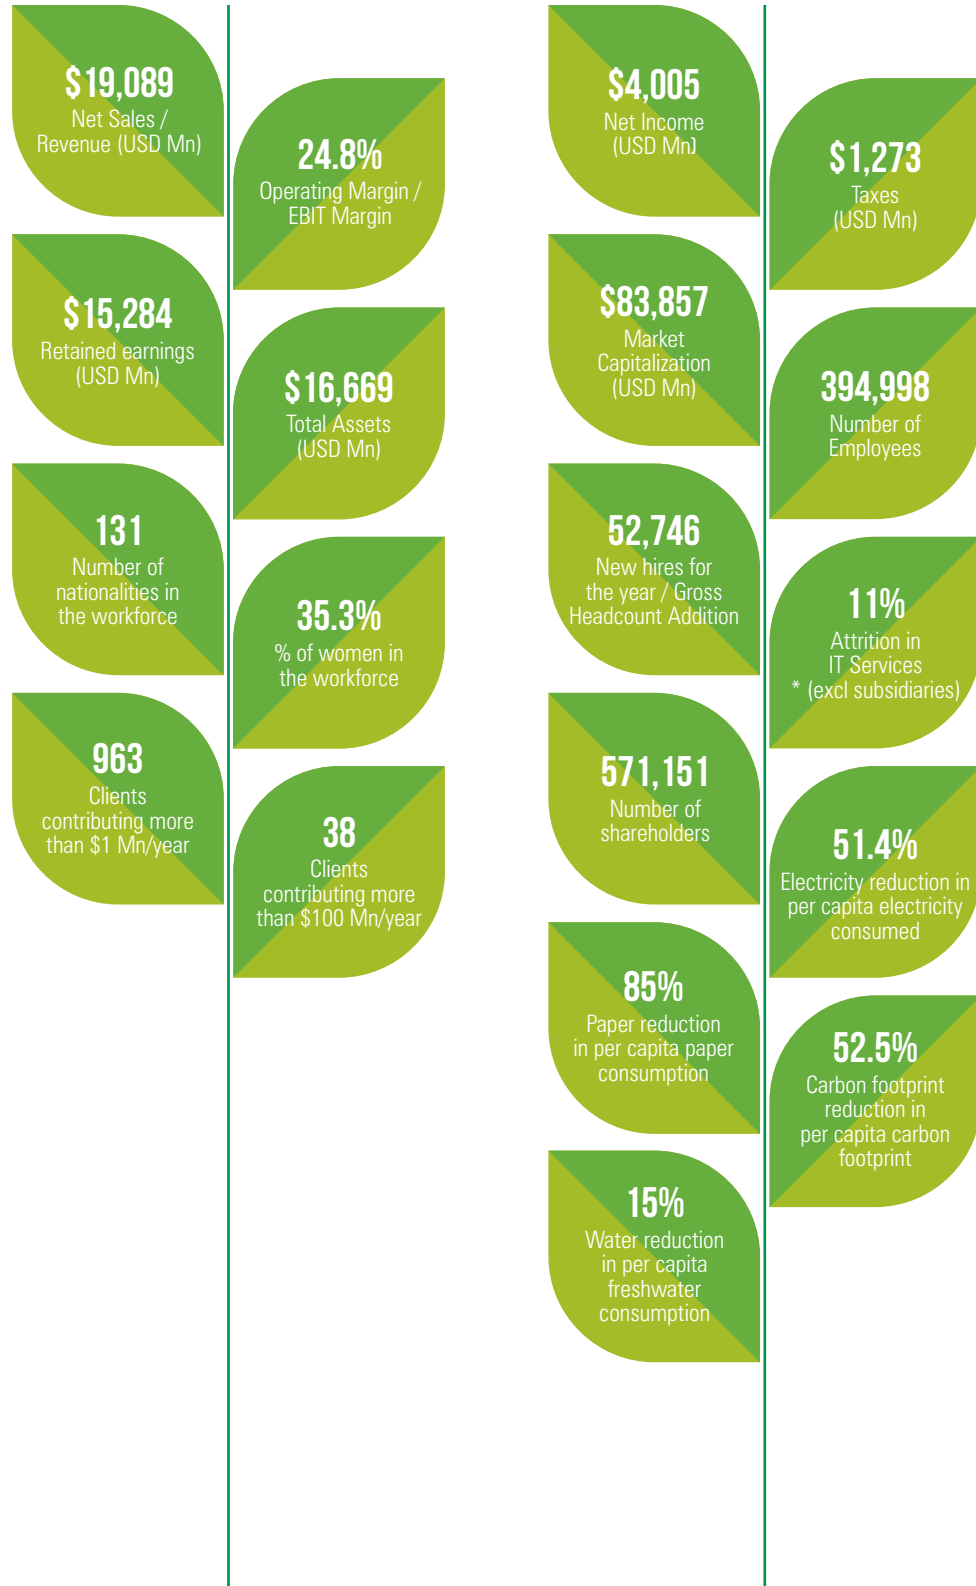 $19,089
Net Sales /
Revenue (USD Mn)
24.8%
Operating Margin /
EBIT Margin
$15,284
Retained earnings
(USD Mn)
$16,669
Total Assets
(USD Mn)
131
Number of
nationalities in
the workforce
35.3%
% of women in
the workforce
963
Clients
contributing more
than $1 Mn/year
38
Clients
contributing more
than $100 Mn/year
$4,005
Net Income
(USD Mn)
$1,273
Taxes
(USD Mn)
$83,857
Market
Capitalization
(USD Mn)
394,998
Number of
Employees
52,746
New hires for
the year / Gross
Headcount Addition
11%
Attrition in
IT Services
* (excl subsidiaries)
571,151
Number of
shareholders
51.4%
Electricity reduction in
per capita electricity
consumed
85%
Paper reduction
in per capita paper
consumption
52.5%
Carbon footprint
reduction in
per capita carbon
footprint
15%
Water reduction
in per capita
freshwater
consumption